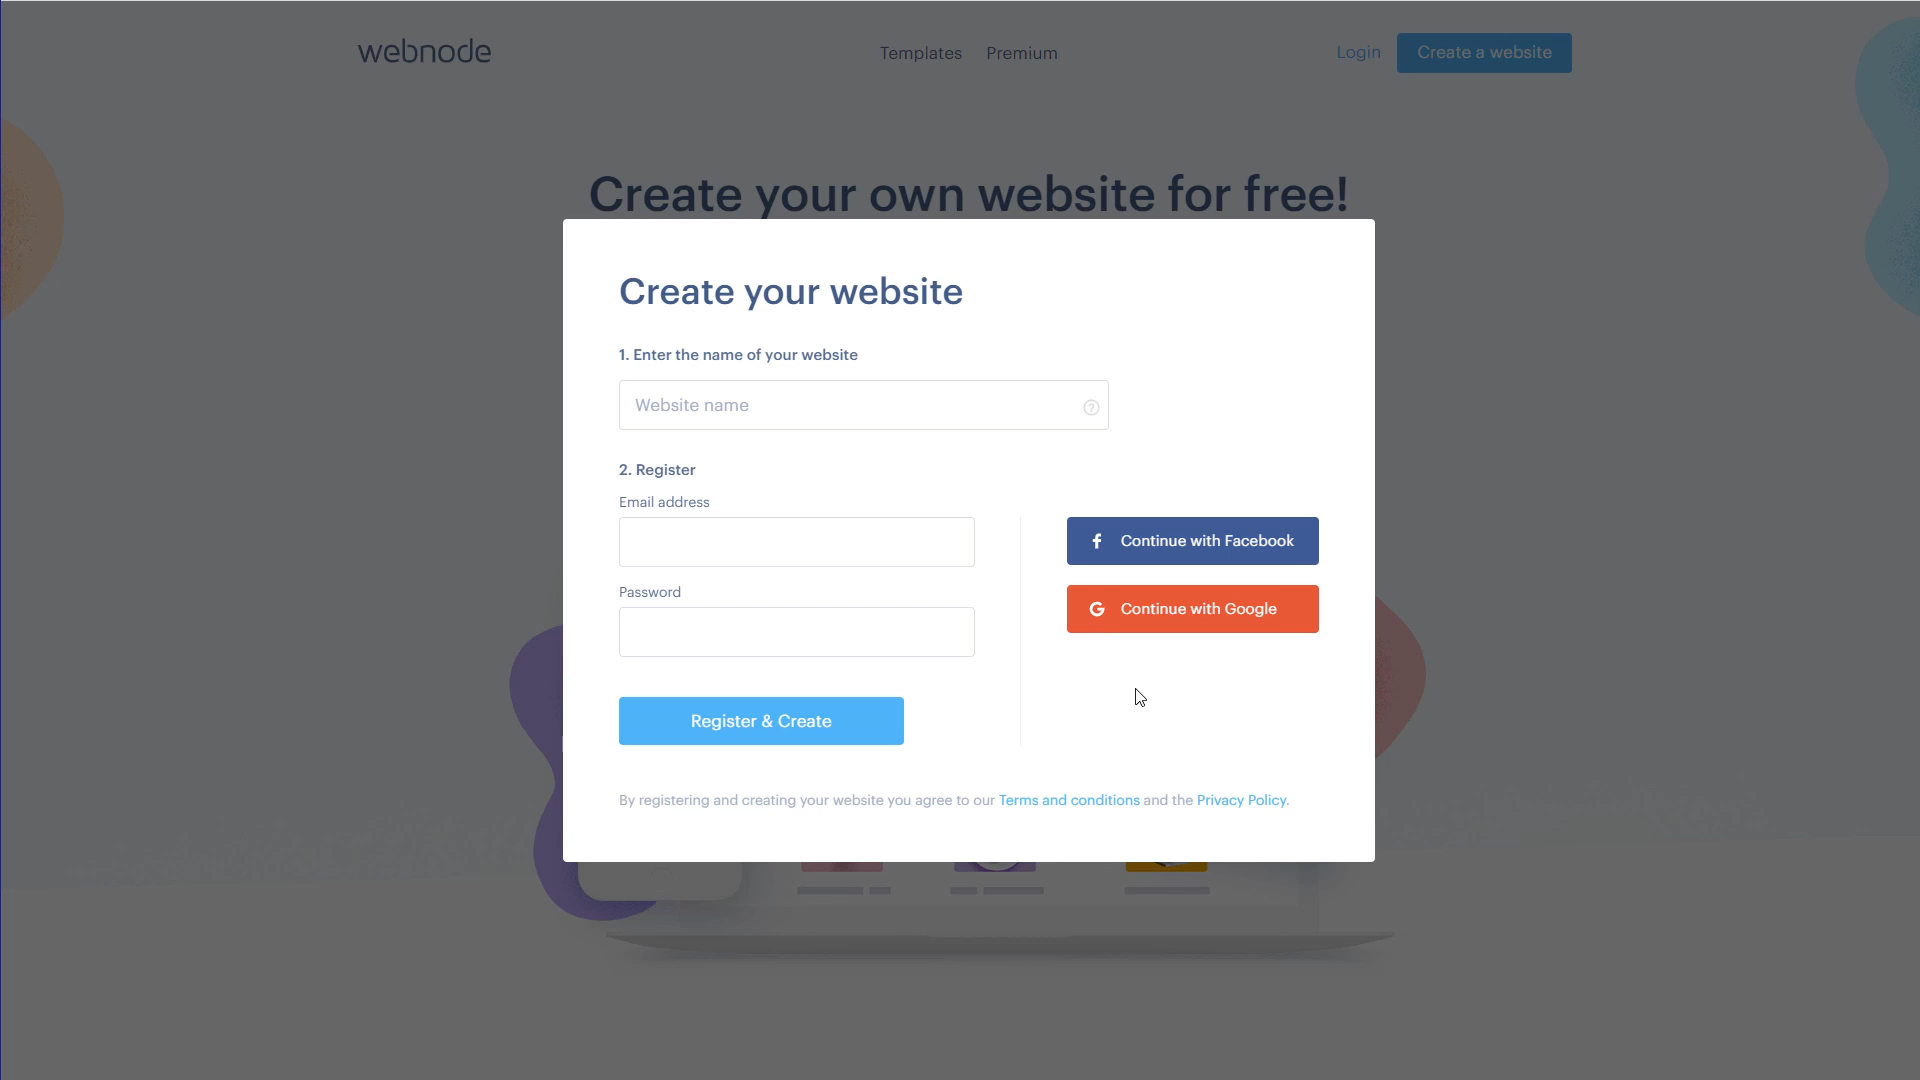 webnode
Templates Premium
Login Create a website
Create your own website for free!
Create your website
1. Enter the name of your website
Website name
2. Register
Email address
Continue with Facebook
Password
Continue with Google
Register & Create
By registering and creating your website you agree to our Terms and conditions and the Privacy Policy.